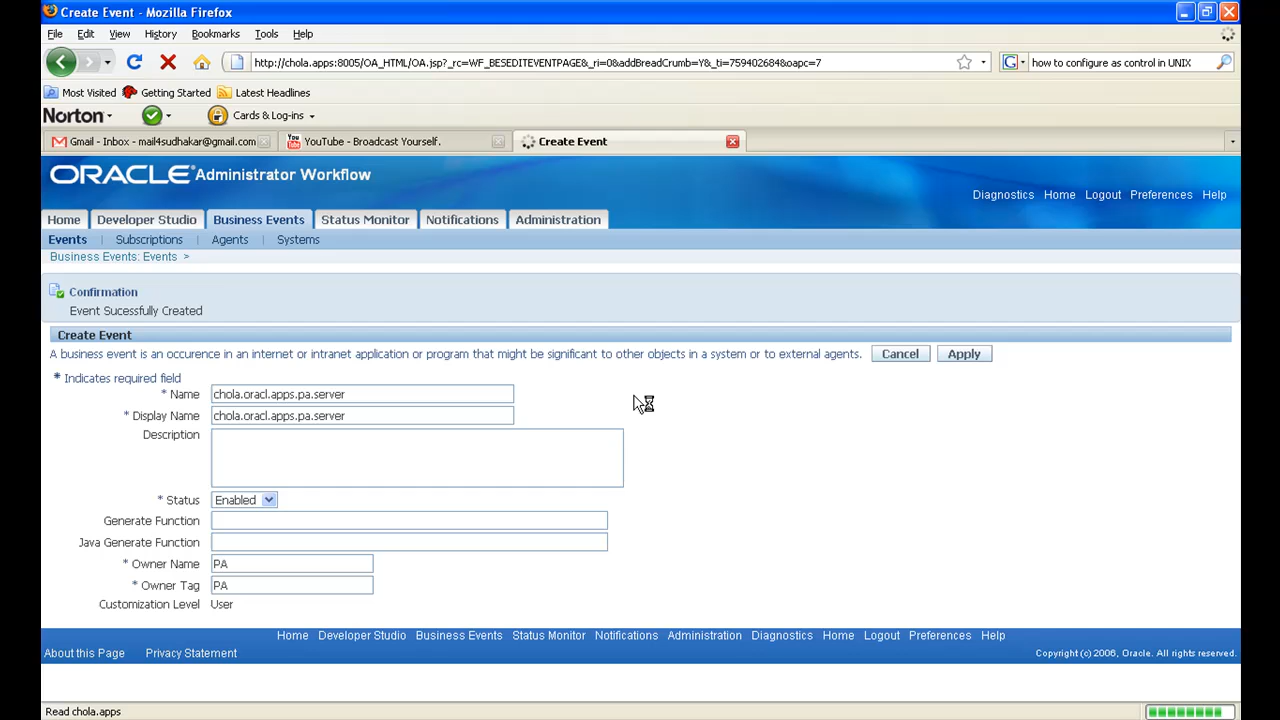 Create Event - Mozilla Firefox
File Edit View History Bookmarks Tools Help
http://chola.apps:8005/OA_HTML/OA.jsp?_rc=WF_BESEDITEVENTPAGE&_ri=0&addBreadCrumb=Y&_ti=759402684&oapc=7
how to configure as control in UNIX
Most Visited Getting Started Latest Headlines
Norton Cards & Log-ins
Gmail - Inbox - mail4sudhakar@gmail.com YouTube - Broadcast Yourself. Create Event
ORACLE Administrator Workflow
Diagnostics Home Logout Preferences Help
Home Developer Studio Business Events Status Monitor Notifications Administration
Events | Subscriptions | Agents | Systems
Business Events: Events >
Confirmation
Event Sucessfully Created
Create Event
A business event is an occurence in an internet or intranet application or program that might be significant to other objects in a system or to external agents. Cancel Apply
* Indicates required field
* Name chola.oracl.apps.pa.server
* Display Name chola.oracl.apps.pa.server
Description
* Status Enabled
Generate Function
Java Generate Function
* Owner Name PA
* Owner Tag PA
Customization Level User
Home Developer Studio Business Events Status Monitor Notifications Administration Diagnostics Home Logout Preferences Help
About this Page Privacy Statement Copyright (c) 2006, Oracle. All rights reserved.
Read chola.apps